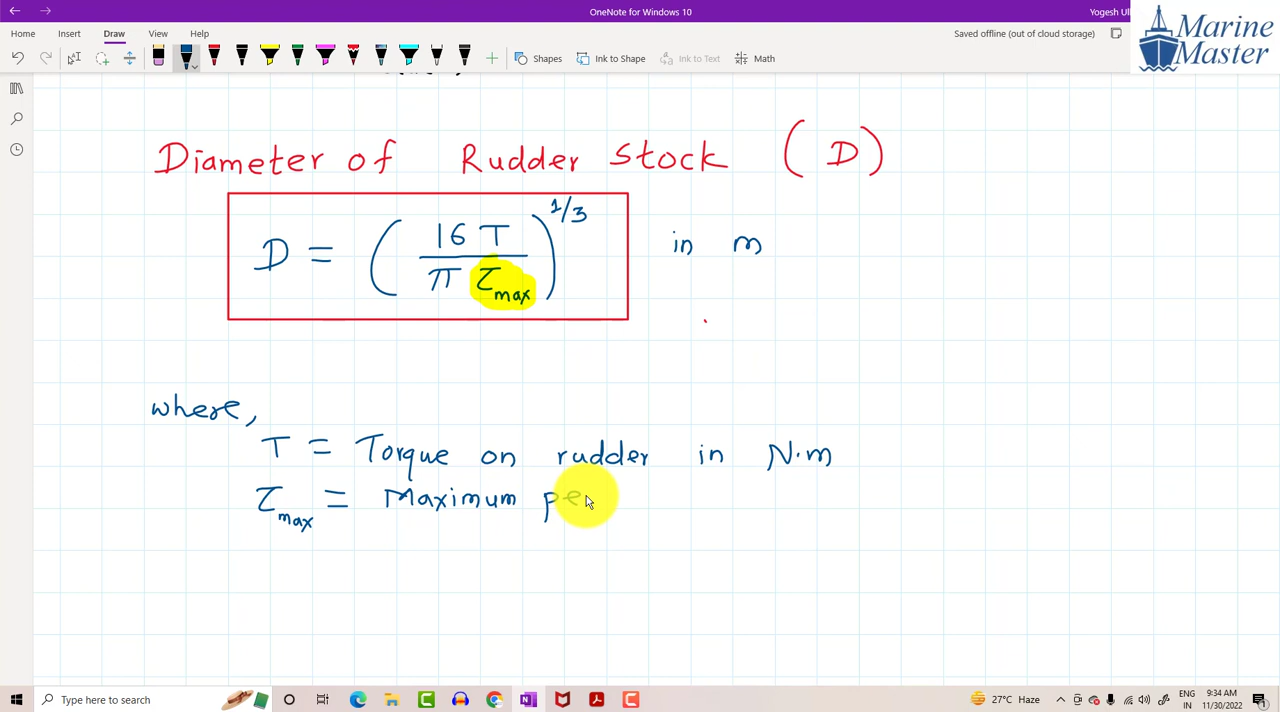 OneNote for Windows 10
Yogesh Ul
Home Insert Draw View Help
Saved offline (out of cloud storage)
Marine Master
Shapes Ink to Shape Ink to Text Math
Diameter of Rudder Stock (D)
D = (16 T / π τmax)^1/3 in m
where,
T = Torque on rudder in N·m
τmax = Maximum pe
Type here to search
27°C Haze
ENG IN
9:34 AM
11/30/2022